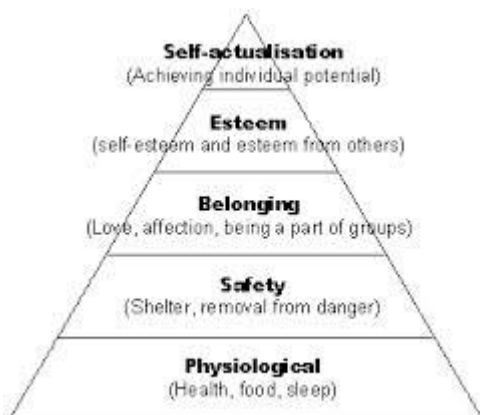 Self-actualisation
(Achieving individual potential)
Esteem
(self-esteem and esteem from others)
Belonging
(Love, affection, being a part of groups)
Safety
(Shelter, removal from danger)
Physiological
(Health, food, sleep)